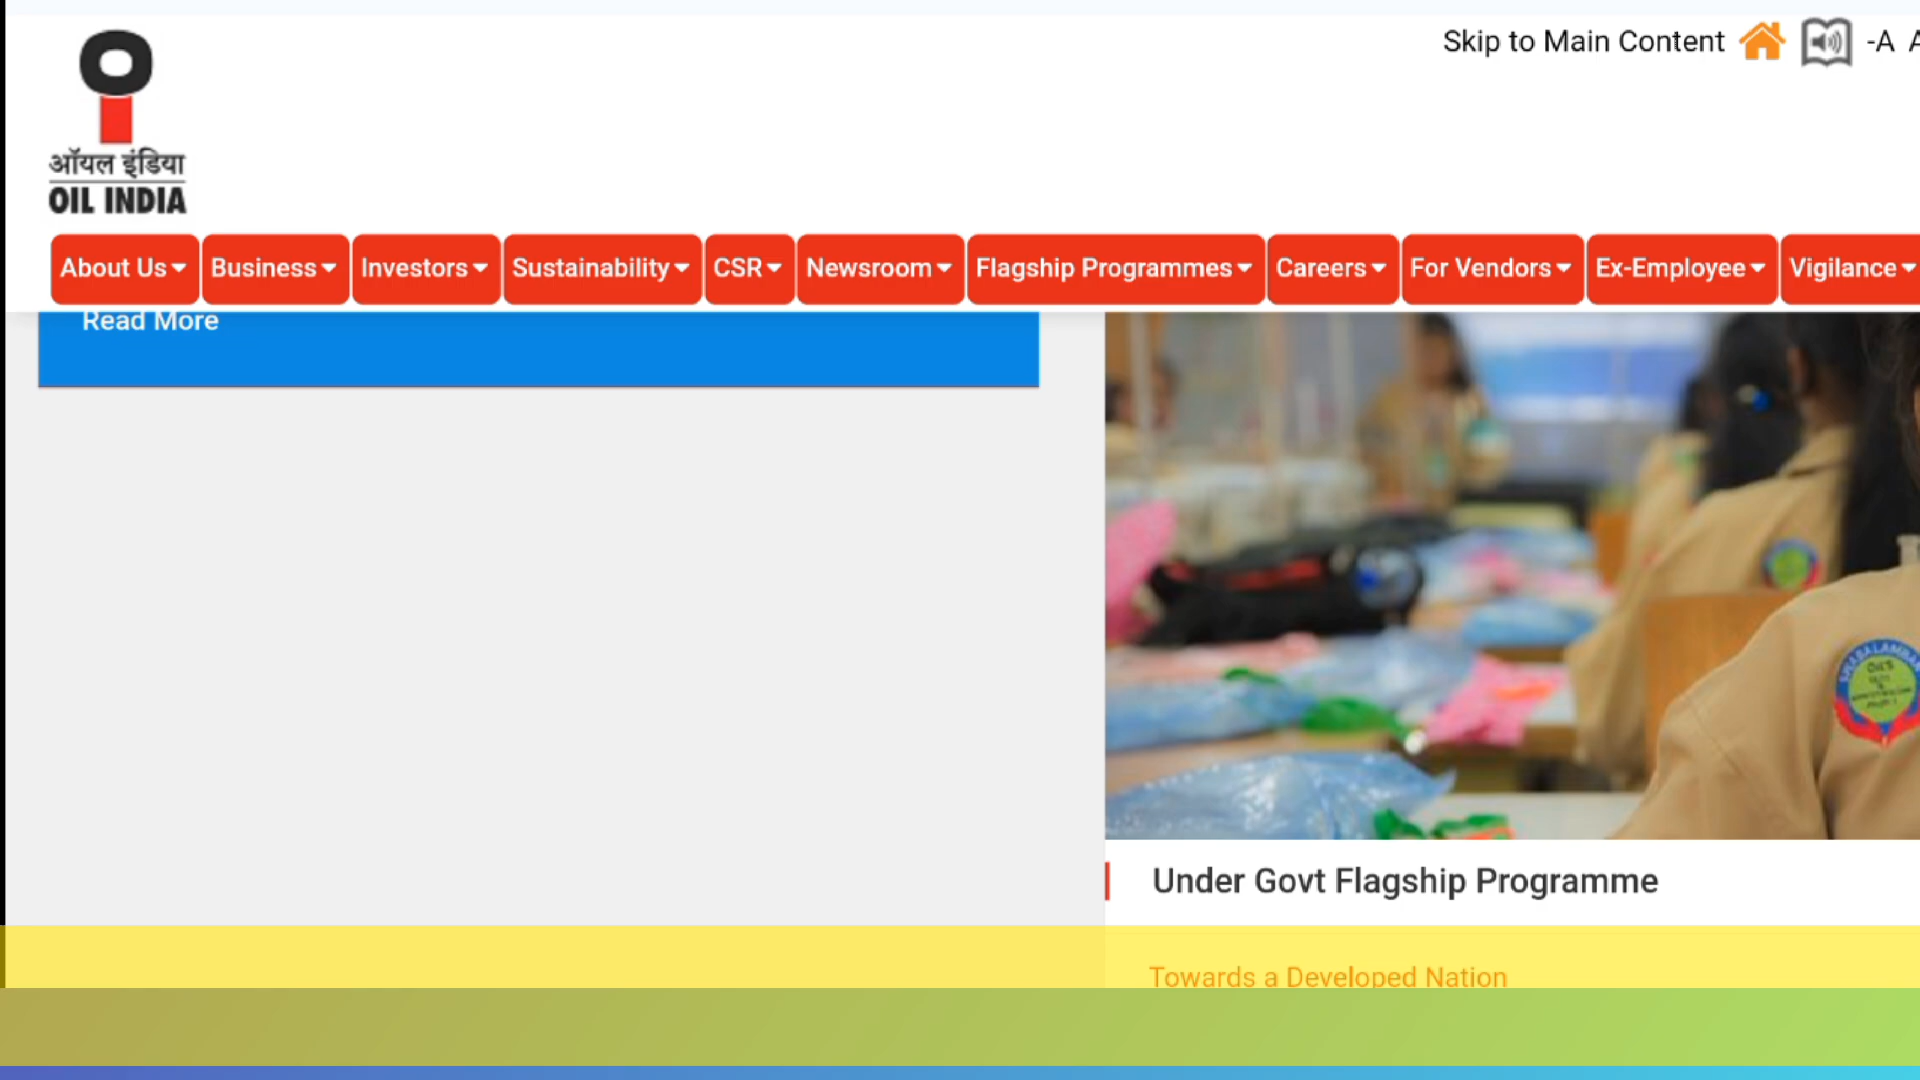 Skip to Main Content -A
ऑयल इंडिया
OIL INDIA
About Us Business Investors Sustainability CSR Newsroom Flagship Programmes Careers For Vendors Ex-Employee Vigilance
Read More
OIL'S
Under Govt Flagship Programme
Towards a Developed Nation